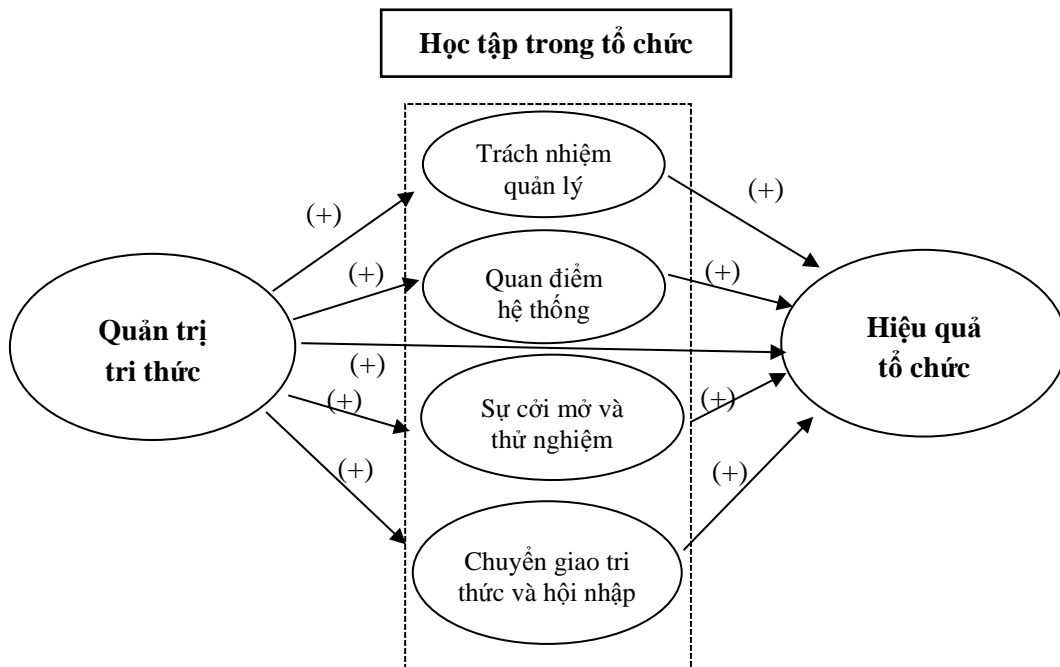 Học tập trong tổ chức
Trách nhiệm
quản lý
(+)
(+)
Quan điểm
hệ thống
(+)
(+)
Quản trị
tri thức
Hiệu quả
tổ chức
(+)
Sự cởi mở và
thử nghiệm
(+)
(+)
Chuyển giao tri
thức và hội nhập
(+)
(+)